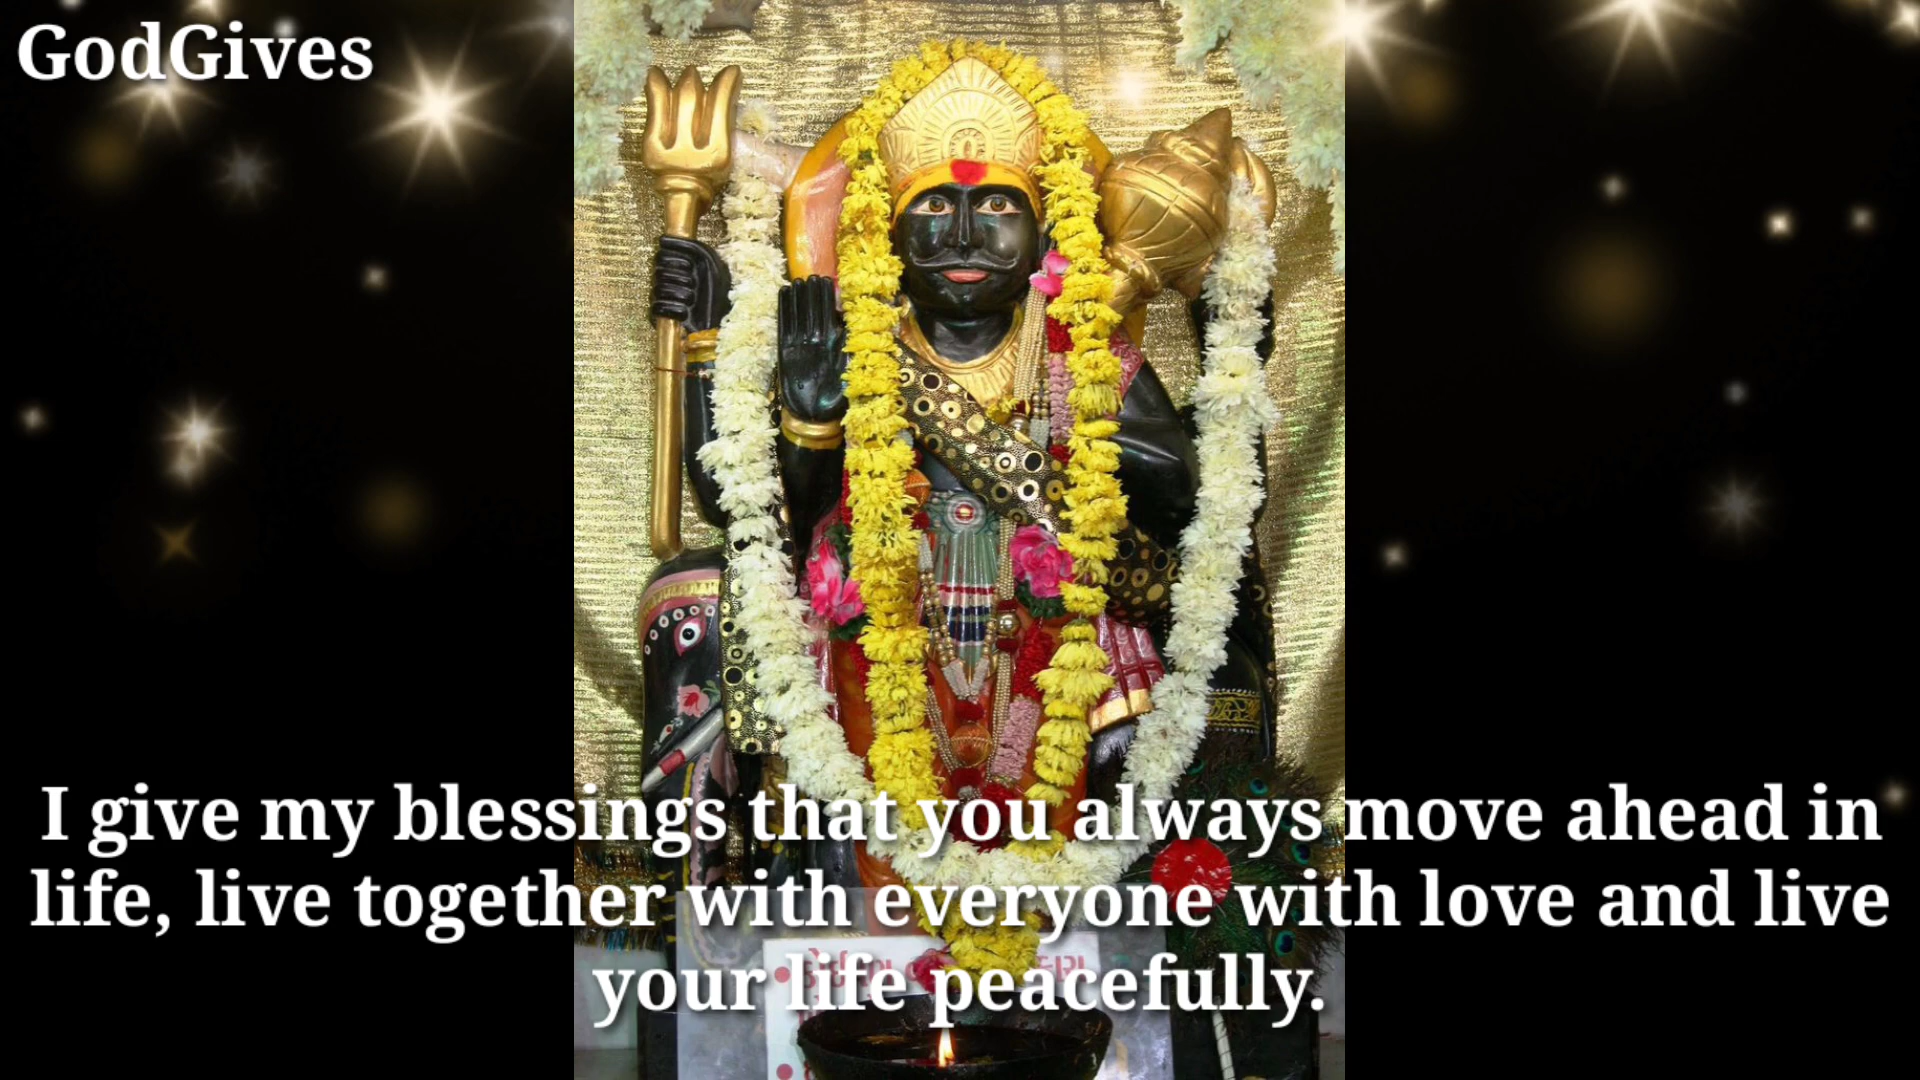 GodGives
I give my blessings that you always move ahead in
life, live together with everyone with love and live
your life peacefully.